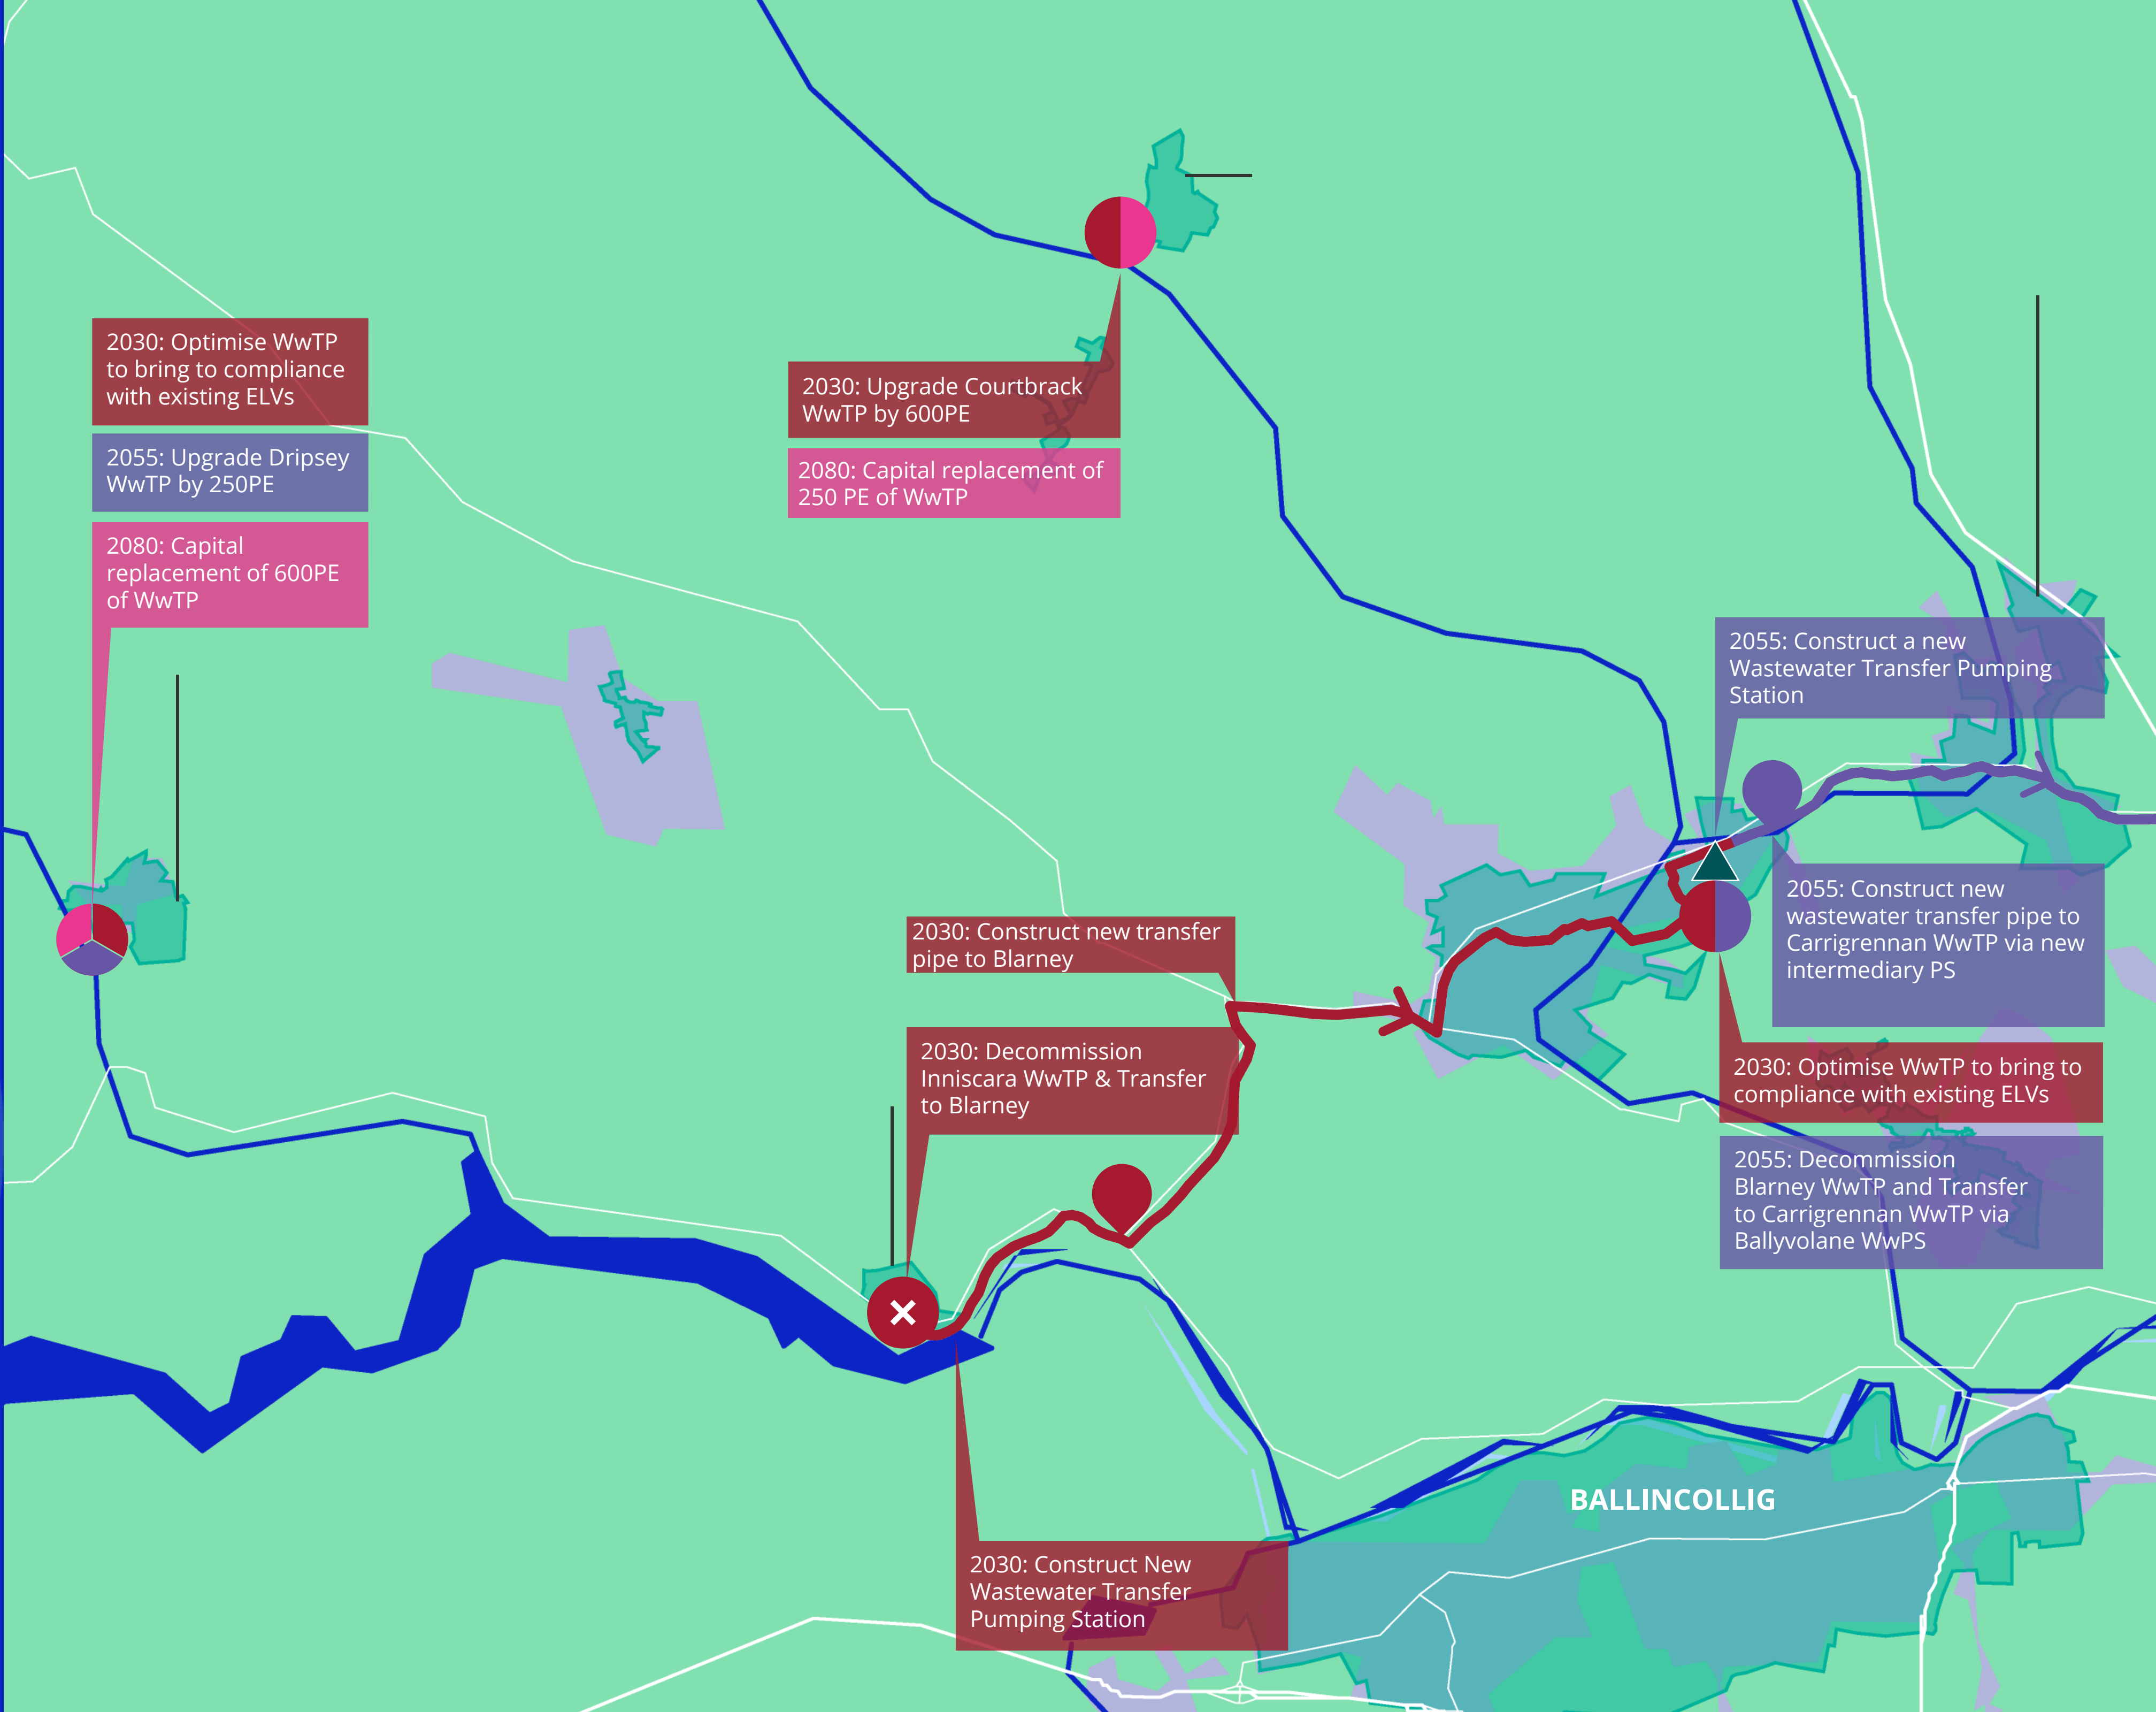 2030: Optimise WwTP
to bring to compliance
with existing ELVs
2055: Upgrade Dripsey
WwTP by 250PE
2080: Capital
replacement of 600PE
of WwTP
2030: Upgrade Courtbrack
WwTP by 600PE
2080: Capital replacement of
250 PE of WwTP
2055: Construct a new
Wastewater Transfer Pumping
Station
2055: Construct new
wastewater transfer pipe to
Carrigrennan WwTP via new
intermediary PS
2030: Construct new transfer
pipe to Blarney
2030: Decommission
Inniscara WwTP & Transfer
to Blarney
2030: Optimise WwTP to bring to
compliance with existing ELVs
2055: Decommission
Blarney WwTP and Transfer
to Carrigrennan WwTP via
Ballyvolane WwPS
BALLINCOLLIG
2030: Construct New
Wastewater Transfer
Pumping Station